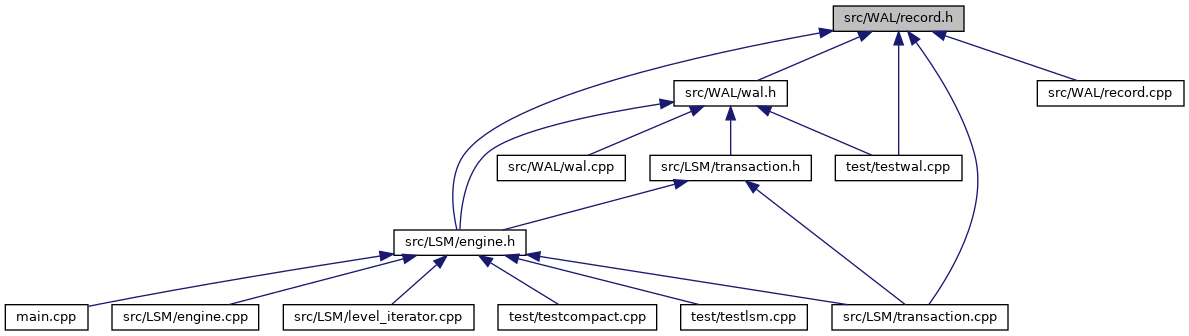 src/WAL/record.h
src/WAL/wal.h
src/WAL/record.cpp
src/WAL/wal.cpp
src/LSM/transaction.h
test/testwal.cpp
src/LSM/engine.h
main.cpp
src/LSM/engine.cpp
src/LSM/level_iterator.cpp
test/testcompact.cpp
test/testlsm.cpp
src/LSM/transaction.cpp